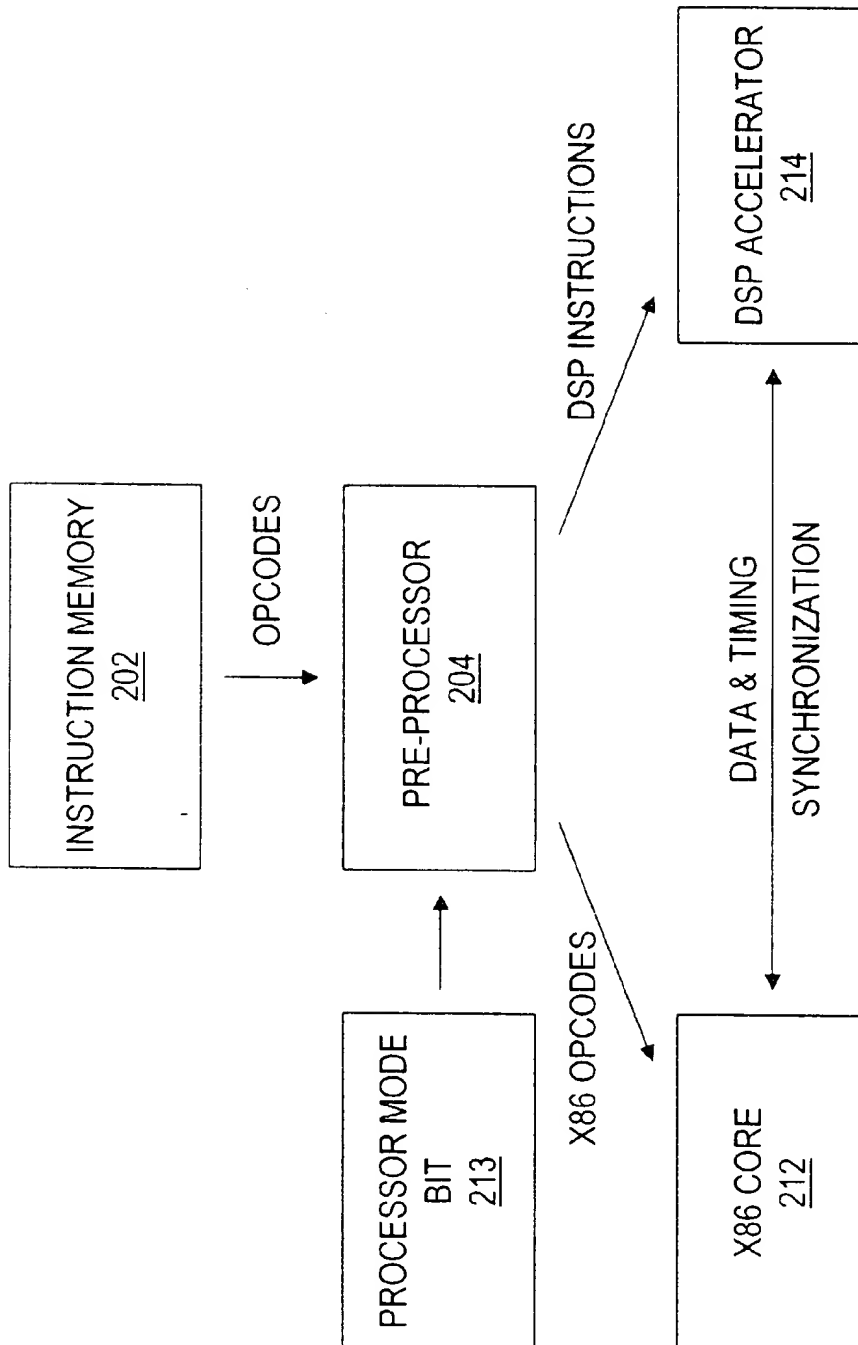 INSTRUCTION MEMORY
202
OPCODES
PROCESSOR MODE
BIT
213
PRE-PROCESSOR
204
X86 OPCODES
DSP INSTRUCTIONS
X86 CORE
212
DATA & TIMING
SYNCHRONIZATION
DSP ACCELERATOR
214